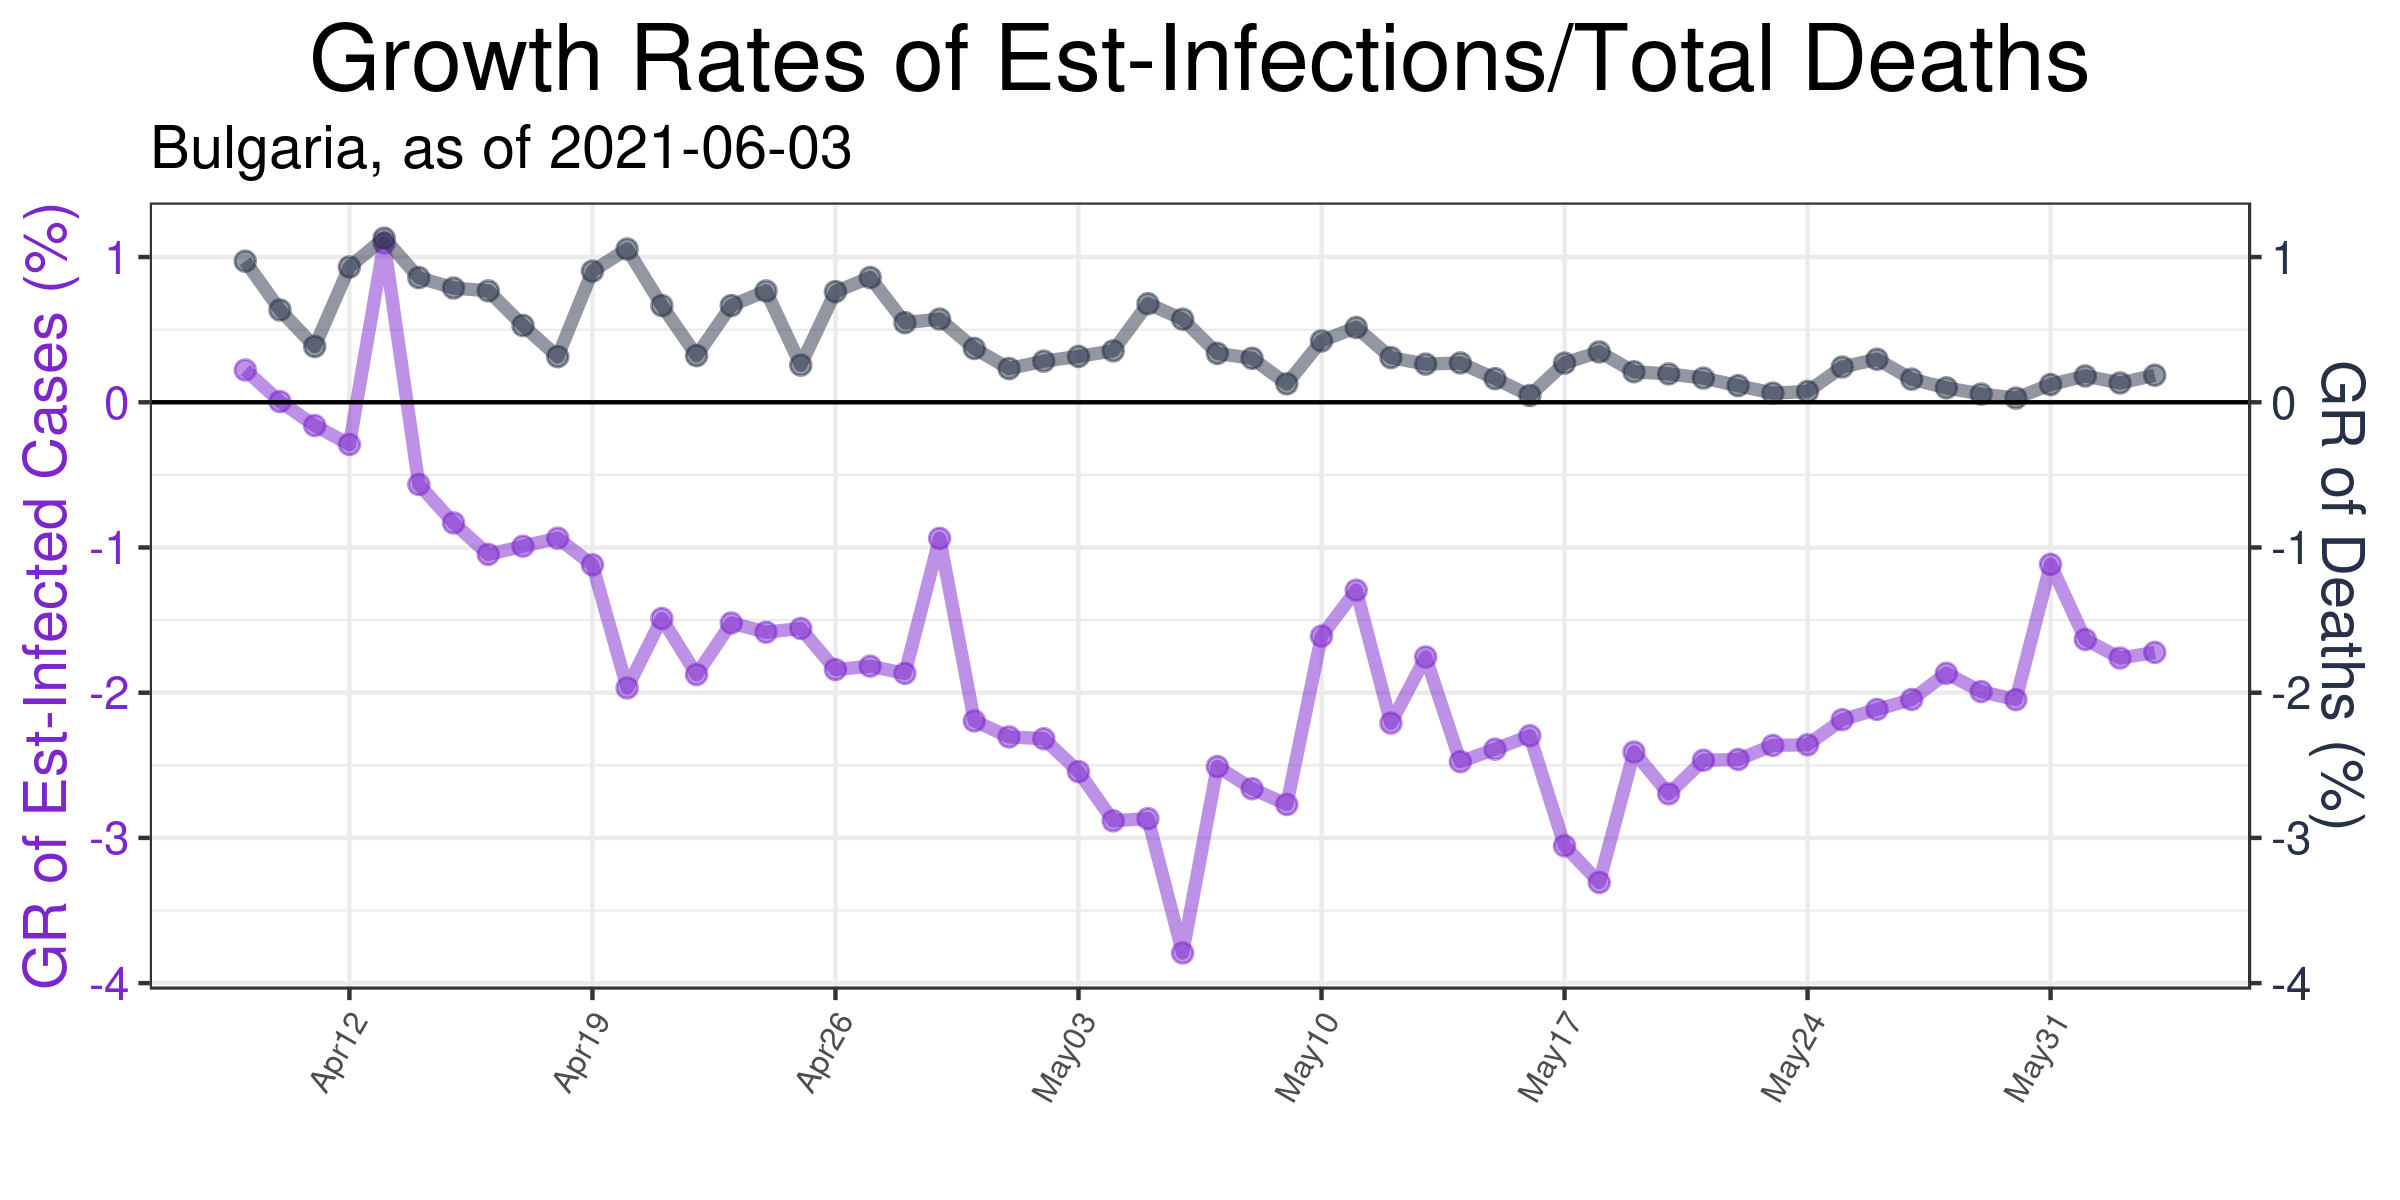 Growth Rates of Est-Infections/Total Deaths
Bulgaria, as of 2021-06-03
GR of Est-Infected Cases (%)
1
0
-1
-2
-3
-4
1
0
-1
-2
-3
-4
GR of Deaths (%)
Apr12
Apr19
Apr26
May03
May10
May17
May24
May31